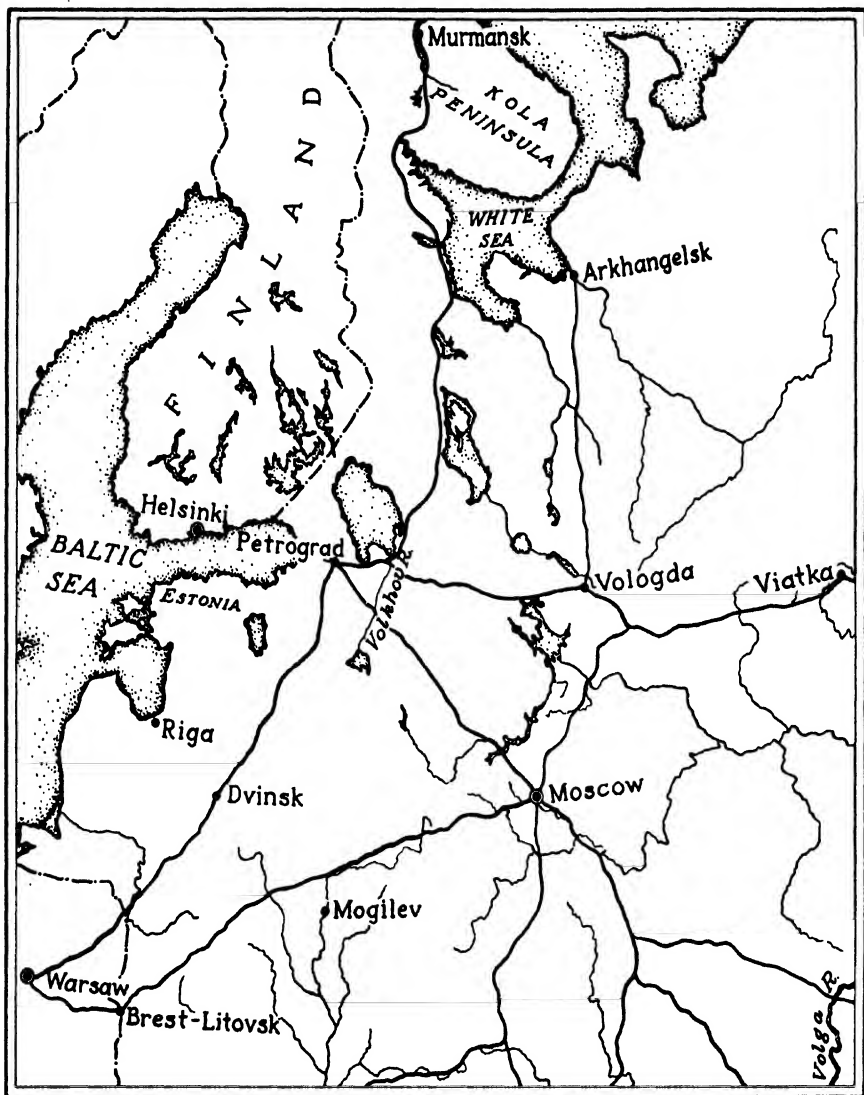 Murmansk
KOLA
PENINSULA
WHITE
SEA
Arkhangelsk
FINLAND
Helsinki
Petrograd
BALTIC
SEA
ESTONIA
Volkhov R.
Vologda
Viatka
Riga
Dvinsk
Moscow
Mogilev
Warsaw
Brest-Litovsk
Volga R.